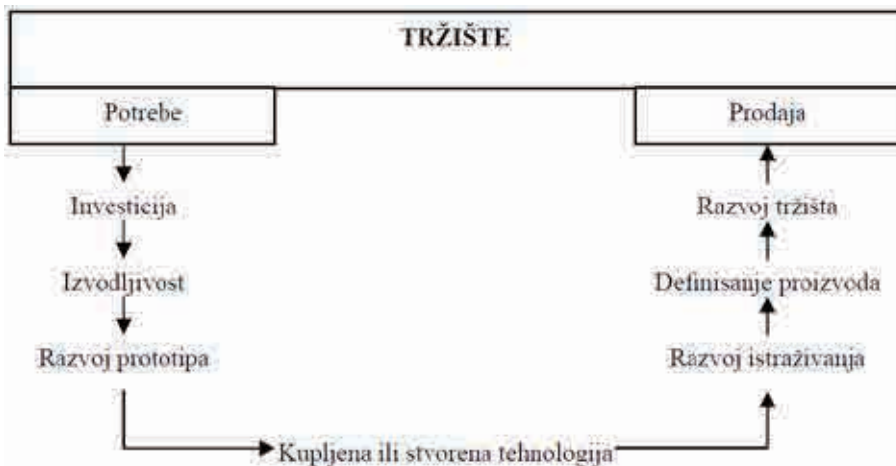 TRŽIŠTE
Potrebe
Prodaja
Investicija
Razvoj tržišta
Izvodljivost
Definisanje proizvoda
Razvoj prototipa
Razvoj istraživanja
Kupljena ili stvorena tehnologija